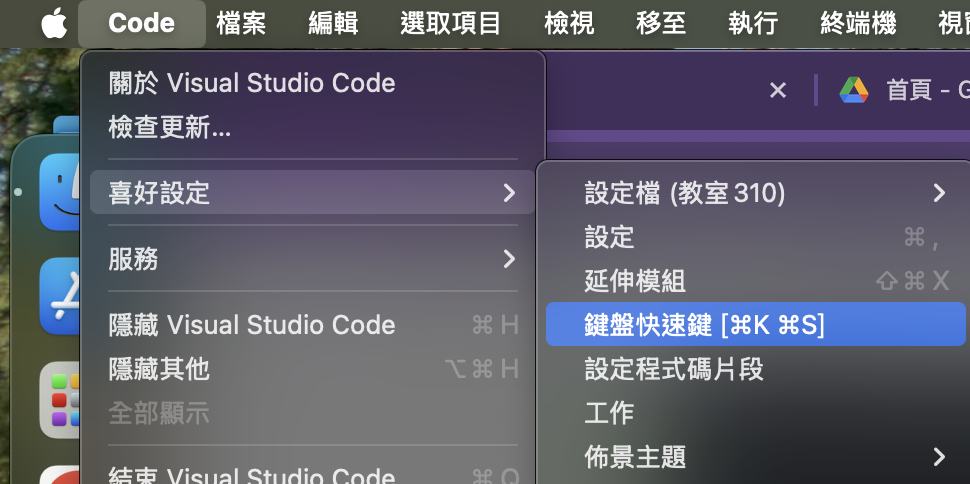 Code 檔案 編輯 選取項目 檢視 移至 執行 終端機
關於 Visual Studio Code
檢查更新...
喜好設定
服務
隱藏 Visual Studio Code ⌘ H
隱藏其他 ⌥ ⌘ H
全部顯示
結束 Visual Studio Code ⌘ Q
首頁 - G
設定檔 (教室 310)
設定 ⌘ ,
延伸模組 ⇧ ⌘ X
鍵盤快速鍵 [⌘K ⌘S]
設定程式碼片段
工作
佈景主題